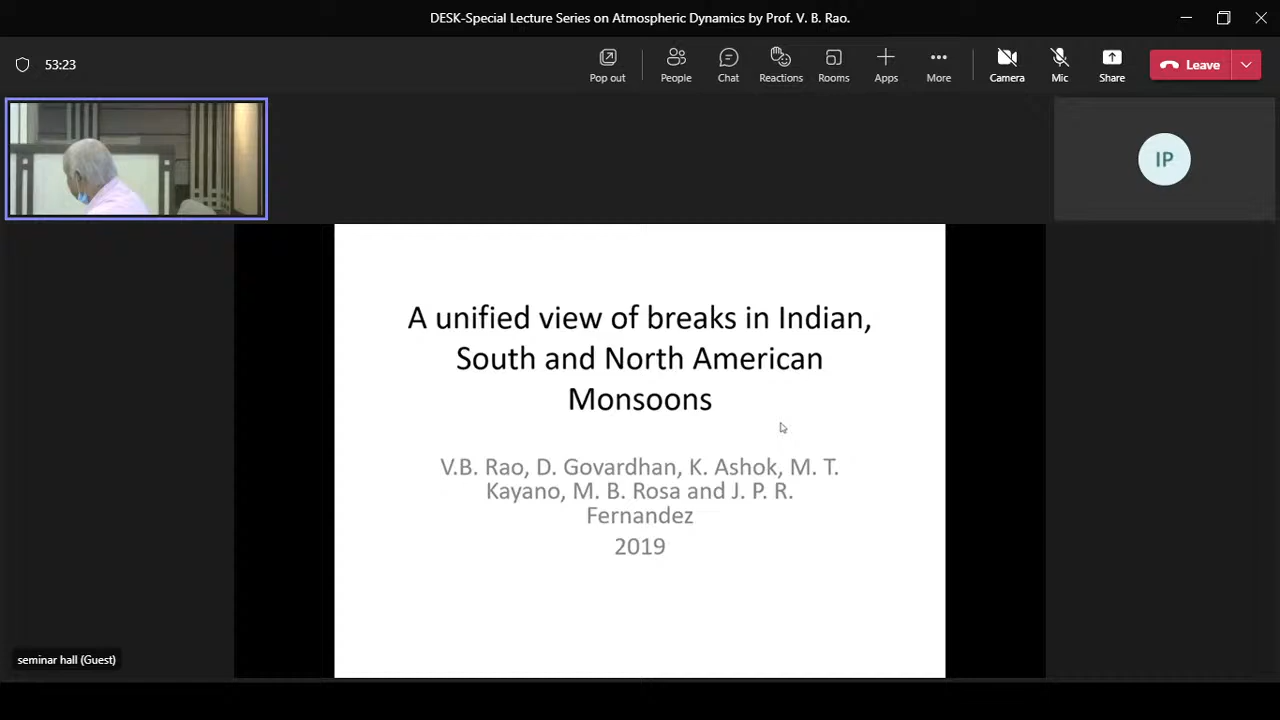 DESK-Special Lecture Series on Atmospheric Dynamics by Prof. V. B. Rao.
53:23
Pop out
People
Chat
Reactions
Rooms
Apps
More
Camera
Mic
Share
Leave
IP
A unified view of breaks in Indian,
South and North American
Monsoons
V.B. Rao, D. Govardhan, K. Ashok, M. T.
Kayano, M. B. Rosa and J. P. R.
Fernandez
2019
seminar hall (Guest)